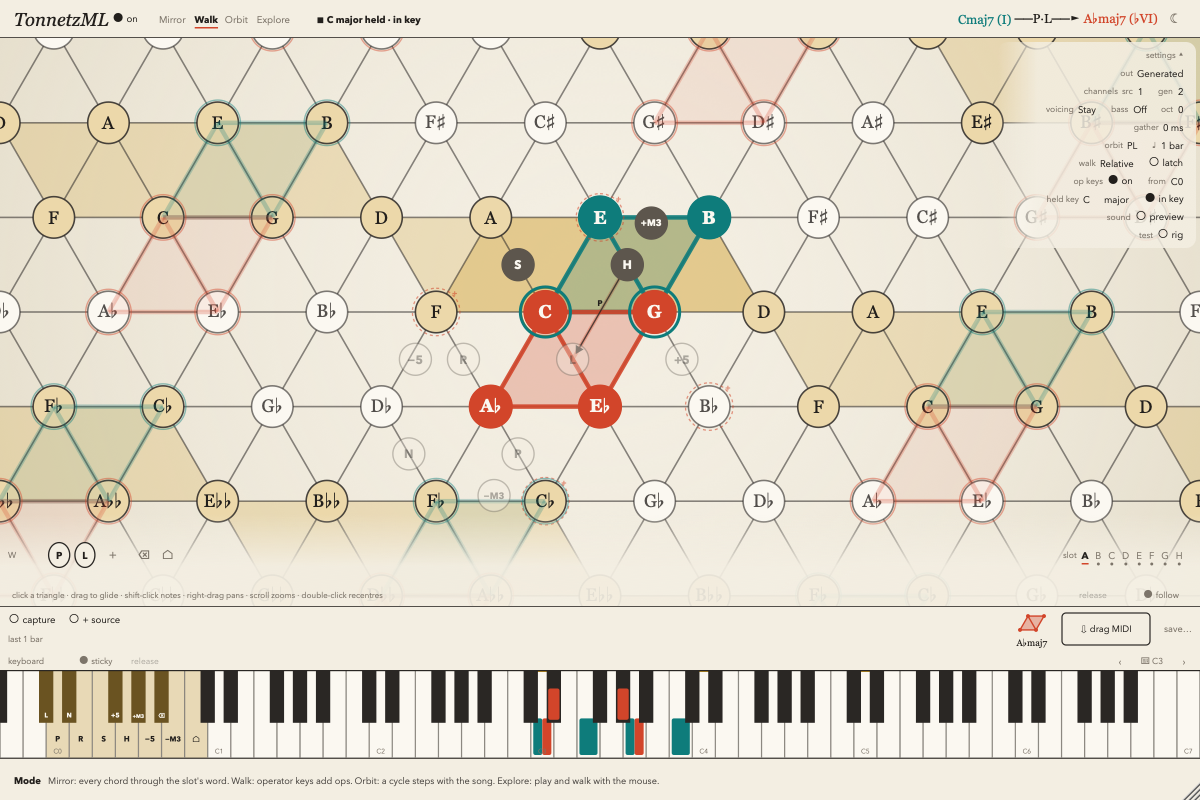 TonnetzML on Mirror Walk Orbit Explore ■ C major held · in key Cmaj7 (I) —P·L—► A♭maj7 (♭VI) ☾
settings ▴
out Generated
channels src 1 gen 2
voicing Stay bass Off oct 0
gather 0 ms
orbit PL ♩ 1 bar
walk Relative latch
op keys on from C0
held key C major in key
sound preview
test rig
A E B F♯ C♯ G♯ D♯ A♯ E♯ B♯
F C G D A E B F♯ C♯ G♯
+M3
S H
P
A♭ E♭ B♭ F C G D A E B
−5 R L +5
F♭ C♭ G♭ D♭ A♭ E♭ B♭ F C G D
N P
−M3
A♭♭ E♭♭ B♭♭ F♭ C♭ G♭ D♭ A♭ E♭ B♭
W P L + ⌫ ⌂
slot A B C D E F G H
click a triangle · drag to glide · shift-click notes · right-drag pans · scroll zooms · double-click recentres
release follow
A♭♭ E♭♭ B♭♭ F♭ C♭
capture + source
last 1 bar
A♭maj7
⇩ drag MIDI
save…
keyboard sticky release
‹ C3 ›
L N +5 +M3 ⌫
P R S H −5 −M3 ⌂
C0 C1 C2 C4 C5 C6 C7
Mode Mirror: every chord through the slot's word. Walk: operator keys add ops. Orbit: a cycle steps with the song. Explore: play and walk with the mouse.